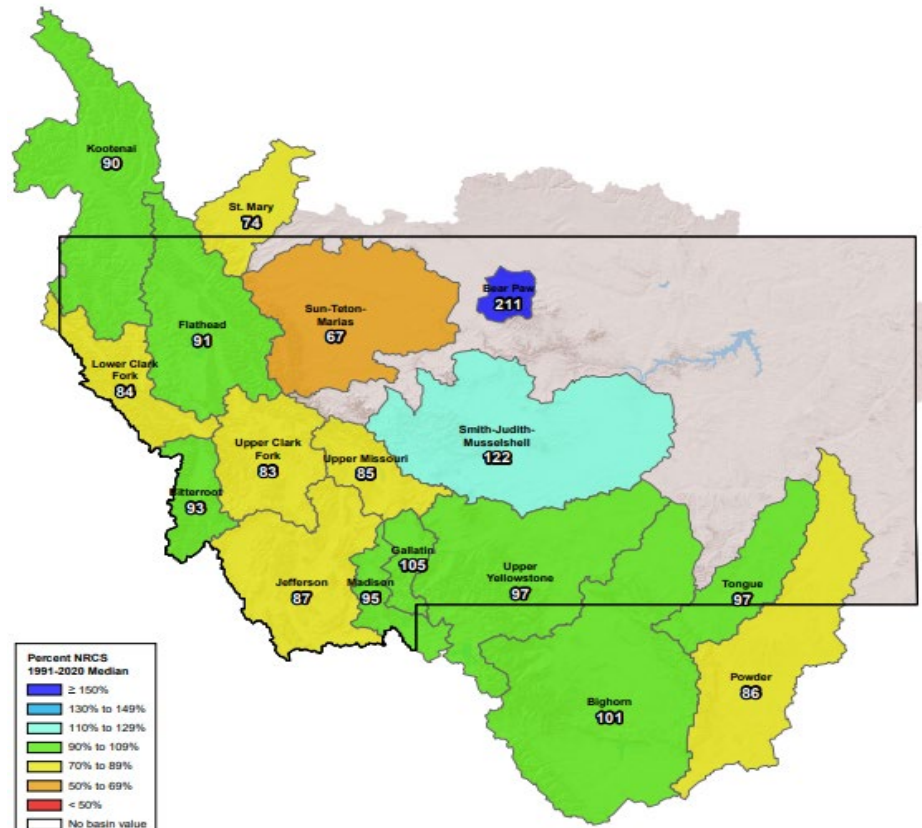 Kootenai
90
St. Mary
74
Bear Paw
211
Sun-Teton-
Marias
67
Flathead
91
Lower Clark
Fork
84
Smith-Judith-
Musselshell
122
Upper Clark
Fork
83
Upper Missouri
85
Bitterroot
93
Gallatin
105
Upper
Yellowstone
97
Jefferson
87
Madison
95
Tongue
97
Powder
86
Bighorn
101
Percent NRCS
1991-2020 Median
≥ 150%
130% to 149%
110% to 129%
90% to 109%
70% to 89%
50% to 69%
< 50%
No basin value